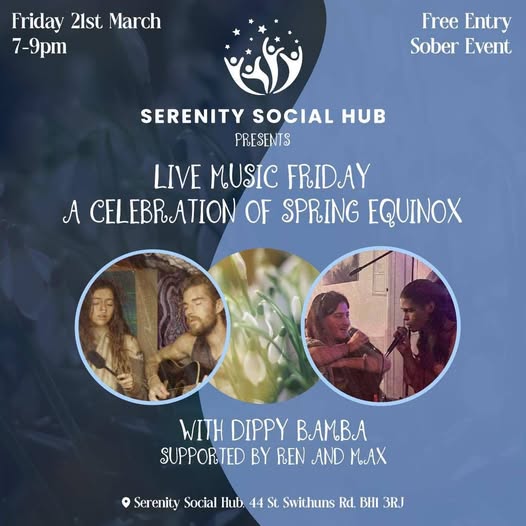 Friday 21st March
7-9pm
Free Entry
Sober Event
SERENITY SOCIAL HUB
PRESENTS
LIVE MUSIC FRIDAY
A CELEBRATION OF SPRING EQUINOX
WITH DIPPY BAMBA
SUPPORTED BY REN AND MAX
Serenity Social Hub, 44 St Swithuns Rd, BH1 3RJ